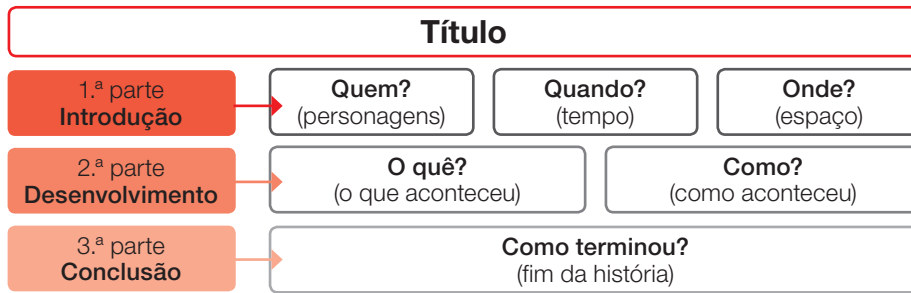 Título
1.ª parte
Introdução
Quem?
(personagens)
Quando?
(tempo)
Onde?
(espaço)
2.ª parte
Desenvolvimento
O quê?
(o que aconteceu)
Como?
(como aconteceu)
3.ª parte
Conclusão
Como terminou?
(fim da história)